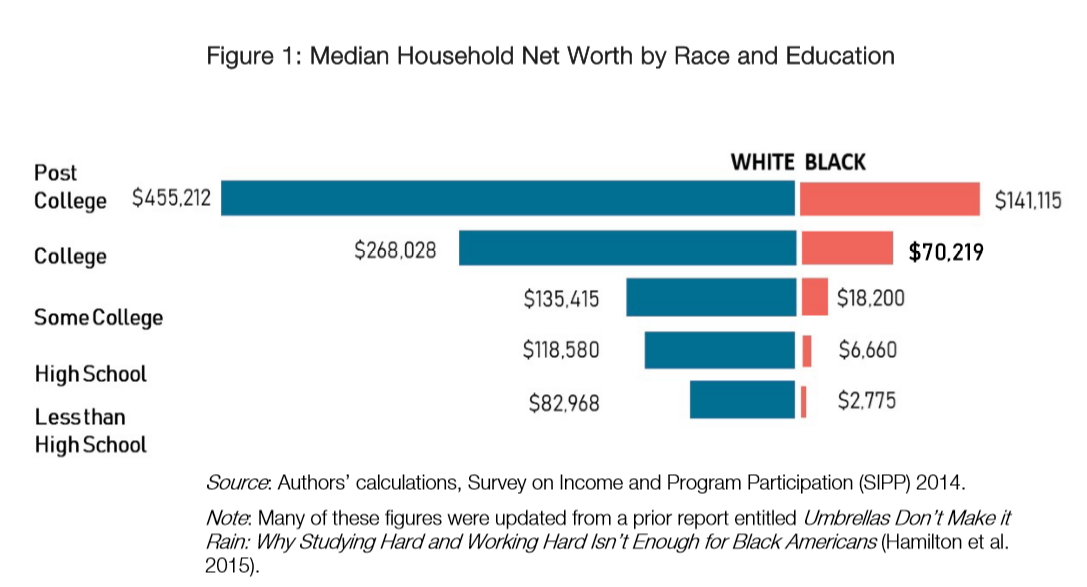 Figure 1: Median Household Net Worth by Race and Education
WHITE BLACK
Post
College $455,212 $141,115
College $268,028 $70,219
Some College $135,415 $18,200
High School $118,580 $6,660
Less than
High School $82,968 $2,775
Source: Authors’ calculations, Survey on Income and Program Participation (SIPP) 2014.
Note: Many of these figures were updated from a prior report entitled Umbrellas Don’t Make it
Rain: Why Studying Hard and Working Hard Isn’t Enough for Black Americans (Hamilton et al.
2015).